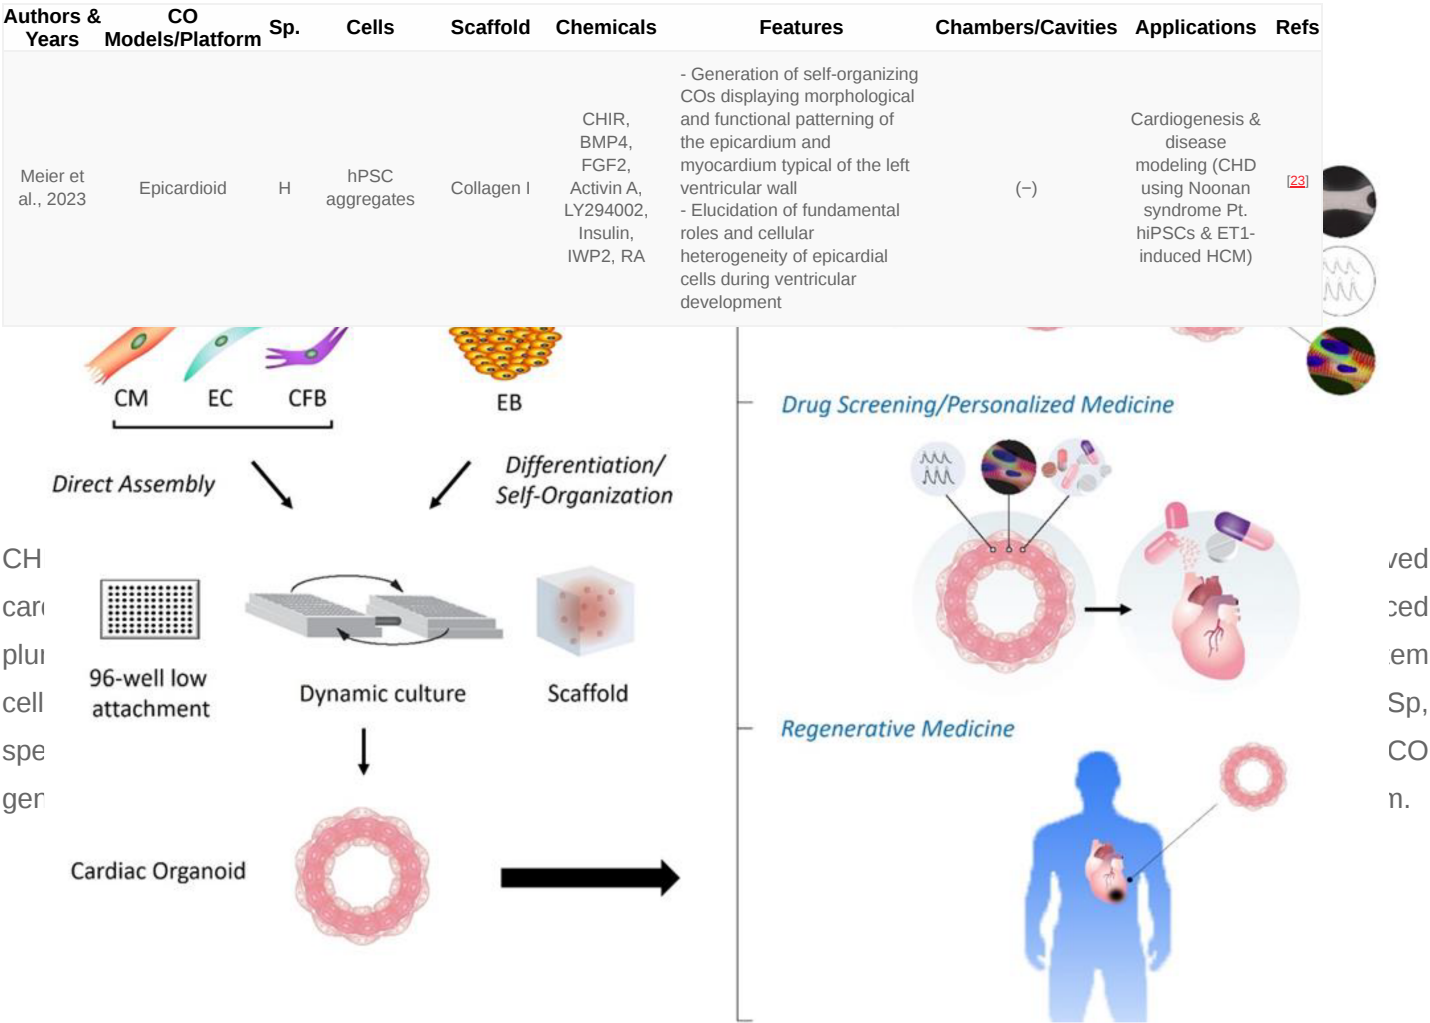 Authors & Years CO Models/Platform Sp. Cells Scaffold Chemicals Features Chambers/Cavities Applications Refs
Meier et al., 2023
Epicardioid
H
hPSC aggregates
Collagen I
CHIR,
BMP4,
FGF2,
Activin A,
LY294002,
Insulin,
IWP2, RA
- Generation of self-organizing
COs displaying morphological
and functional patterning of
the epicardium and
myocardium typical of the left
ventricular wall
- Elucidation of fundamental
roles and cellular
heterogeneity of epicardial
cells during ventricular
development
(−)
Cardiogenesis &
disease
modeling (CHD
using Noonan
syndrome Pt.
hiPSCs & ET1-
induced HCM)
[23]
CM EC CFB
EB
Direct Assembly
Differentiation/
Self-Organization
96-well low
attachment
Dynamic culture
Scaffold
Cardiac Organoid
Drug Screening/Personalized Medicine
Regenerative Medicine
CH
cell Sp,
CO